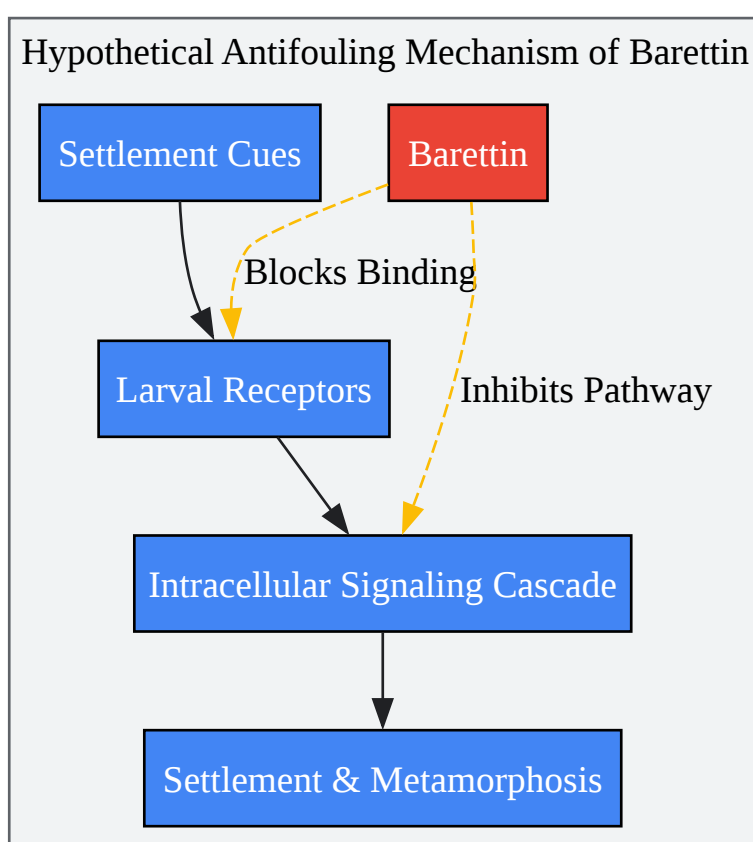 Hypothetical Antifouling Mechanism of Barettin
Settlement Cues
Barettin
Blocks Binding
Larval Receptors
Inhibits Pathway
Intracellular Signaling Cascade
Settlement & Metamorphosis